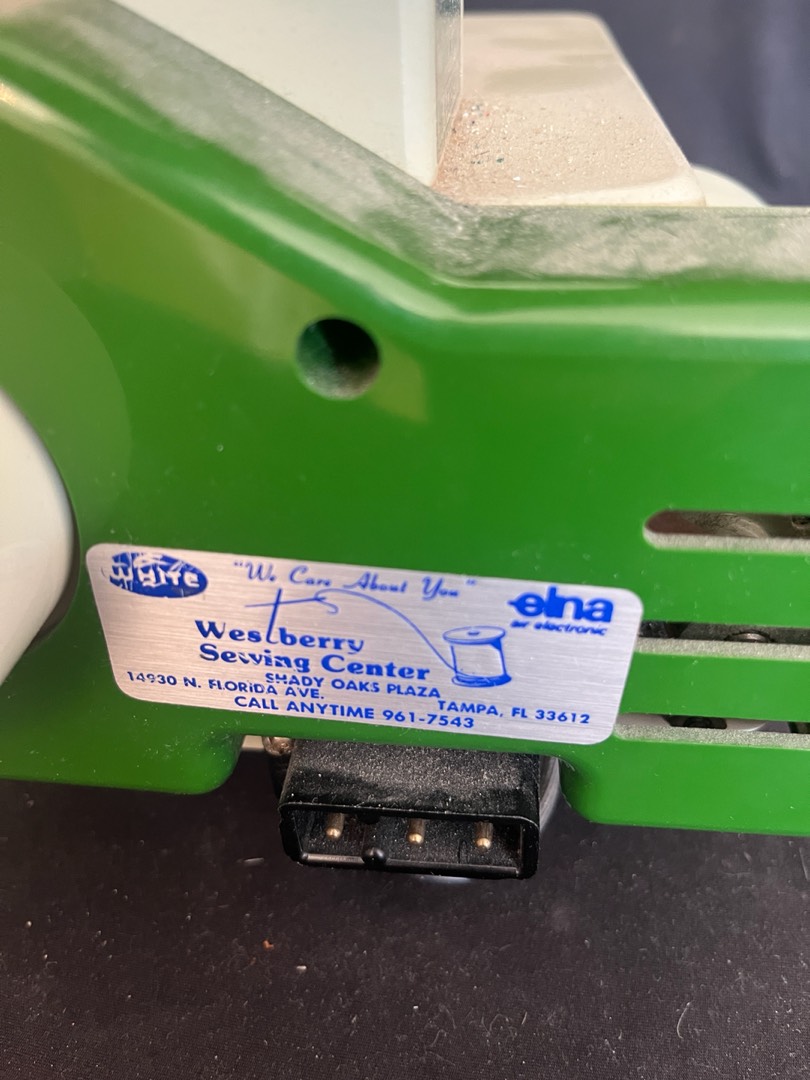 WHITE
"We Care About You"
elna
air electronic
Westberry
Sewing Center
SHADY OAKS PLAZA
14930 N. FLORIDA AVE.
TAMPA, FL 33612
CALL ANYTIME 961-7543